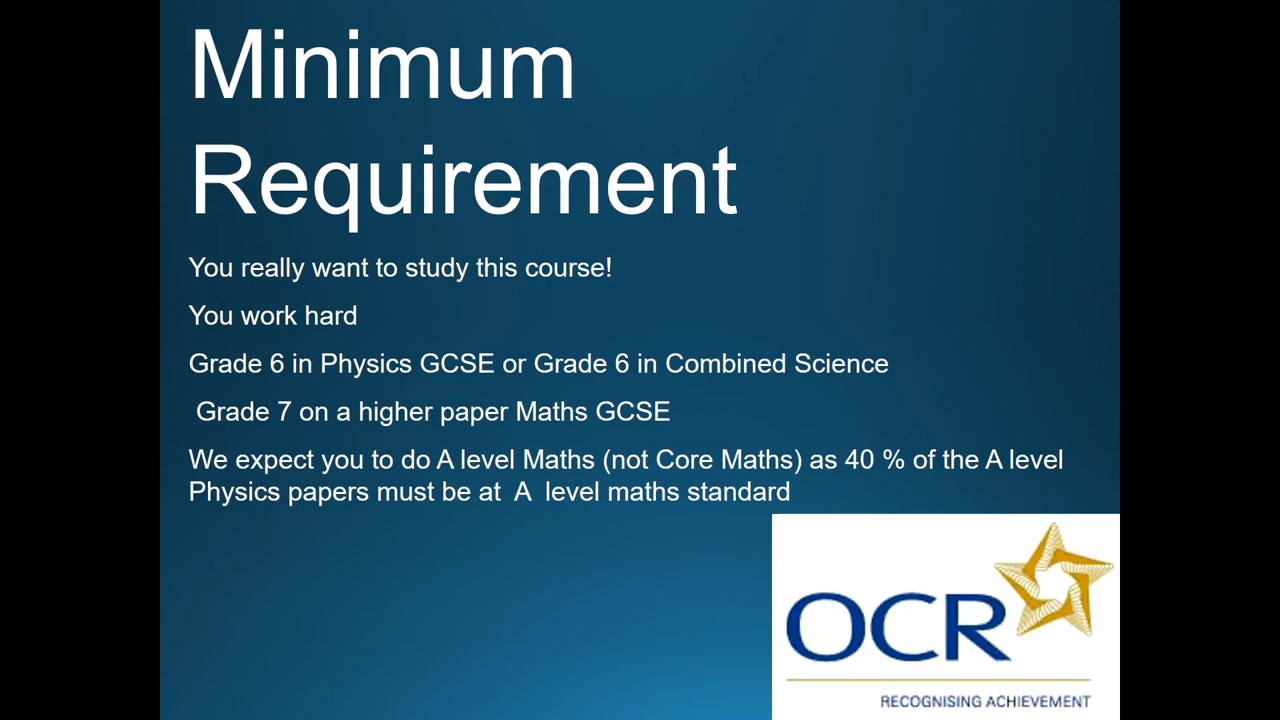 Minimum
Requirement
You really want to study this course!
You work hard
Grade 6 in Physics GCSE or Grade 6 in Combined Science
Grade 7 on a higher paper Maths GCSE
We expect you to do A level Maths (not Core Maths) as 40 % of the A level
Physics papers must be at A level maths standard
OCR
RECOGNISING ACHIEVEMENT